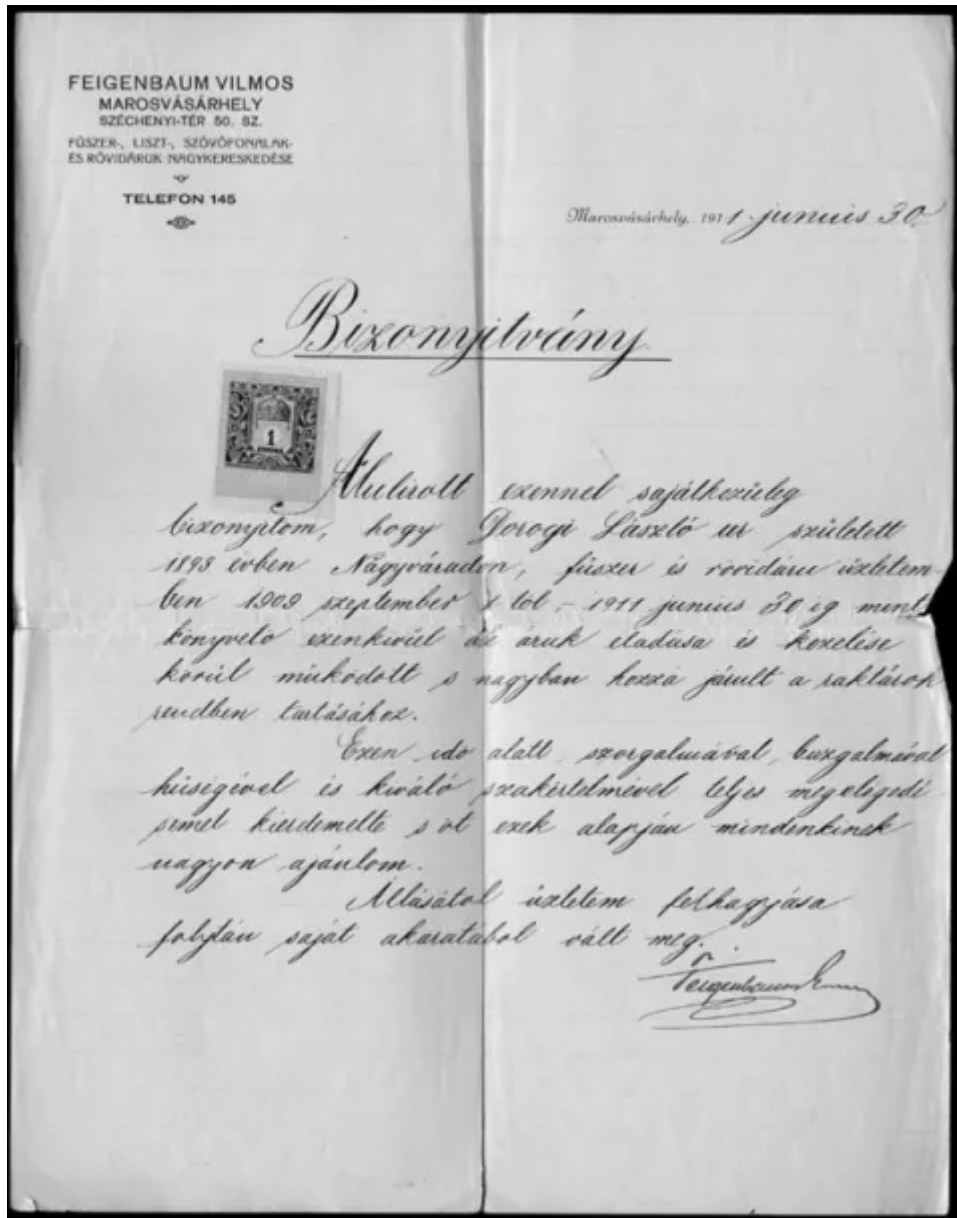 FEIGENBAUM VILMOS
MAROSVÁSÁRHELY
SZÉCHENYI-TÉR 50. SZ.
FŰSZER-, LISZT-, SZÖVŐFONALAK-
ÉS RÖVIDÁRUK NAGYKERESKEDÉSE
TELEFON 145
Marosvásárhely, 1911 junius 30.
Bizonyitvány
1
Alulirott ezennel sajátkezüleg
bizonyitom, hogy Dorogi László ur született
1893 évben Nagyváradon, füszer és rövidáru üzletem-
ben 1909 szeptember 1 től - 1911 junius 30 ig mint
könyvelő ezenkivül az áruk eladása és kezelése
körül müködött s nagyban hozzá járult a raktárak
rendben tartásához.
Ezen idő alatt szorgalmával, buzgalmával
hüségével és kiváló szakértelmével teljes megelégedé
semet kiérdemelte s őt ezek alapján mindenkinek
nagyon ajánlom.
Állásától üzletem felhagyása
folytán saját akaratából vált meg.
Feigenbaum